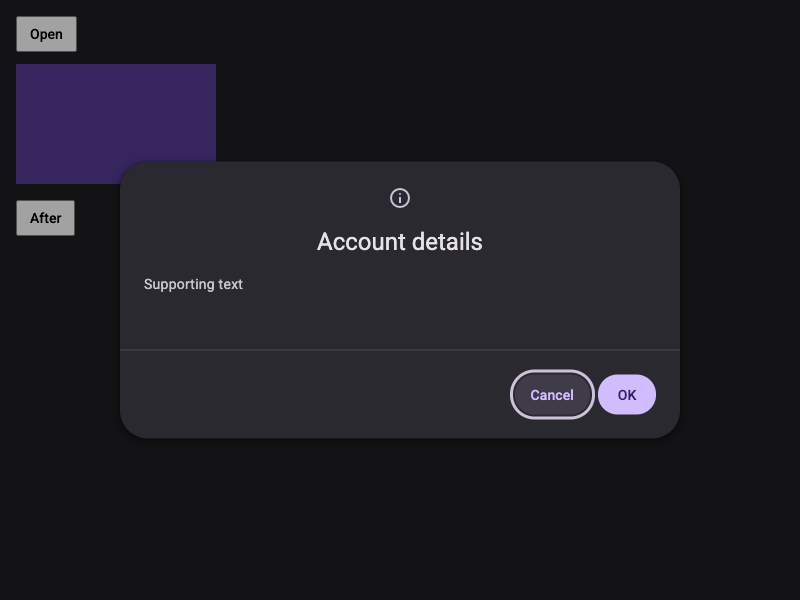 Open
After
Account details
Supporting text
Cancel
OK